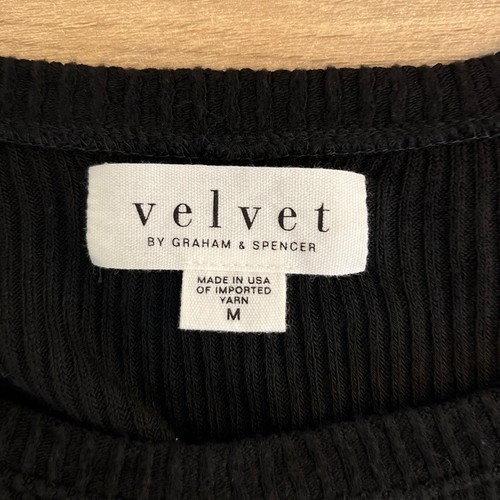 velvet
BY GRAHAM & SPENCER
MADE IN USA
OF IMPORTED
YARN
M